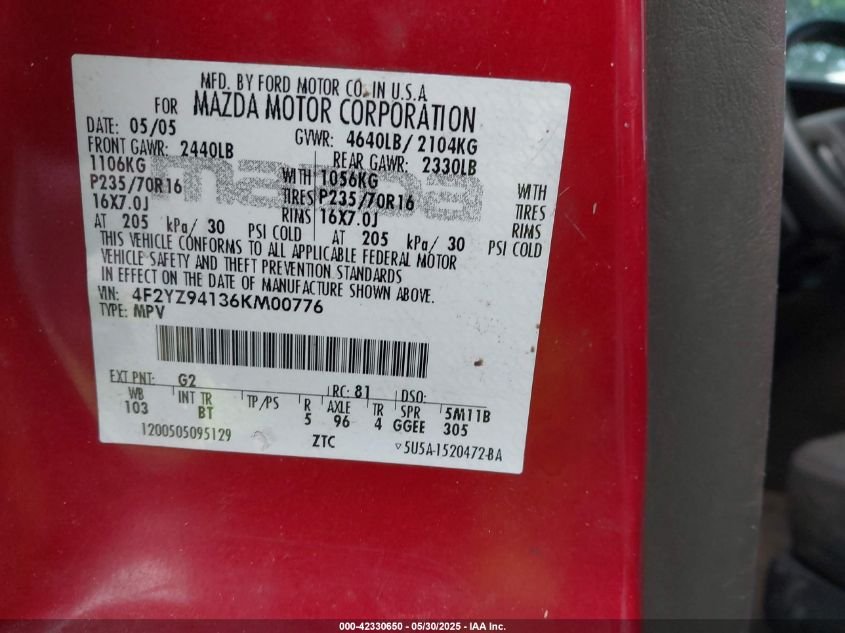 MFD. BY FORD MOTOR CO. IN U.S.A
FOR MAZDA MOTOR CORPORATION
DATE: 05/05 GVWR: 4640LB/ 2104KG
FRONT GAWR: 2440LB REAR GAWR: 2330LB
1106KG WITH 1056KG WITH
P235/70R16 TIRES P235/70R16 TIRES
16X7.0J RIMS 16X7.0J RIMS
AT 205 kPa/ 30 PSI COLD AT 205 kPa/ 30 PSI COLD
THIS VEHICLE CONFORMS TO ALL APPLICABLE FEDERAL MOTOR
VEHICLE SAFETY AND THEFT PREVENTION STANDARDS
IN EFFECT ON THE DATE OF MANUFACTURE SHOWN ABOVE.
VIN: 4F2YZ94136KM00776
TYPE: MPV
mazda
EXT PNT: G2 RC: 81 DSO:
WB INT TR TP/PS R AXLE TR SPR 5M11B
103 BT 5 96 4 GGEE 305
1200505095129 ZTC 5U5A-1520472-BA
000-42330650 / 05/30/2025 - IAA Inc.